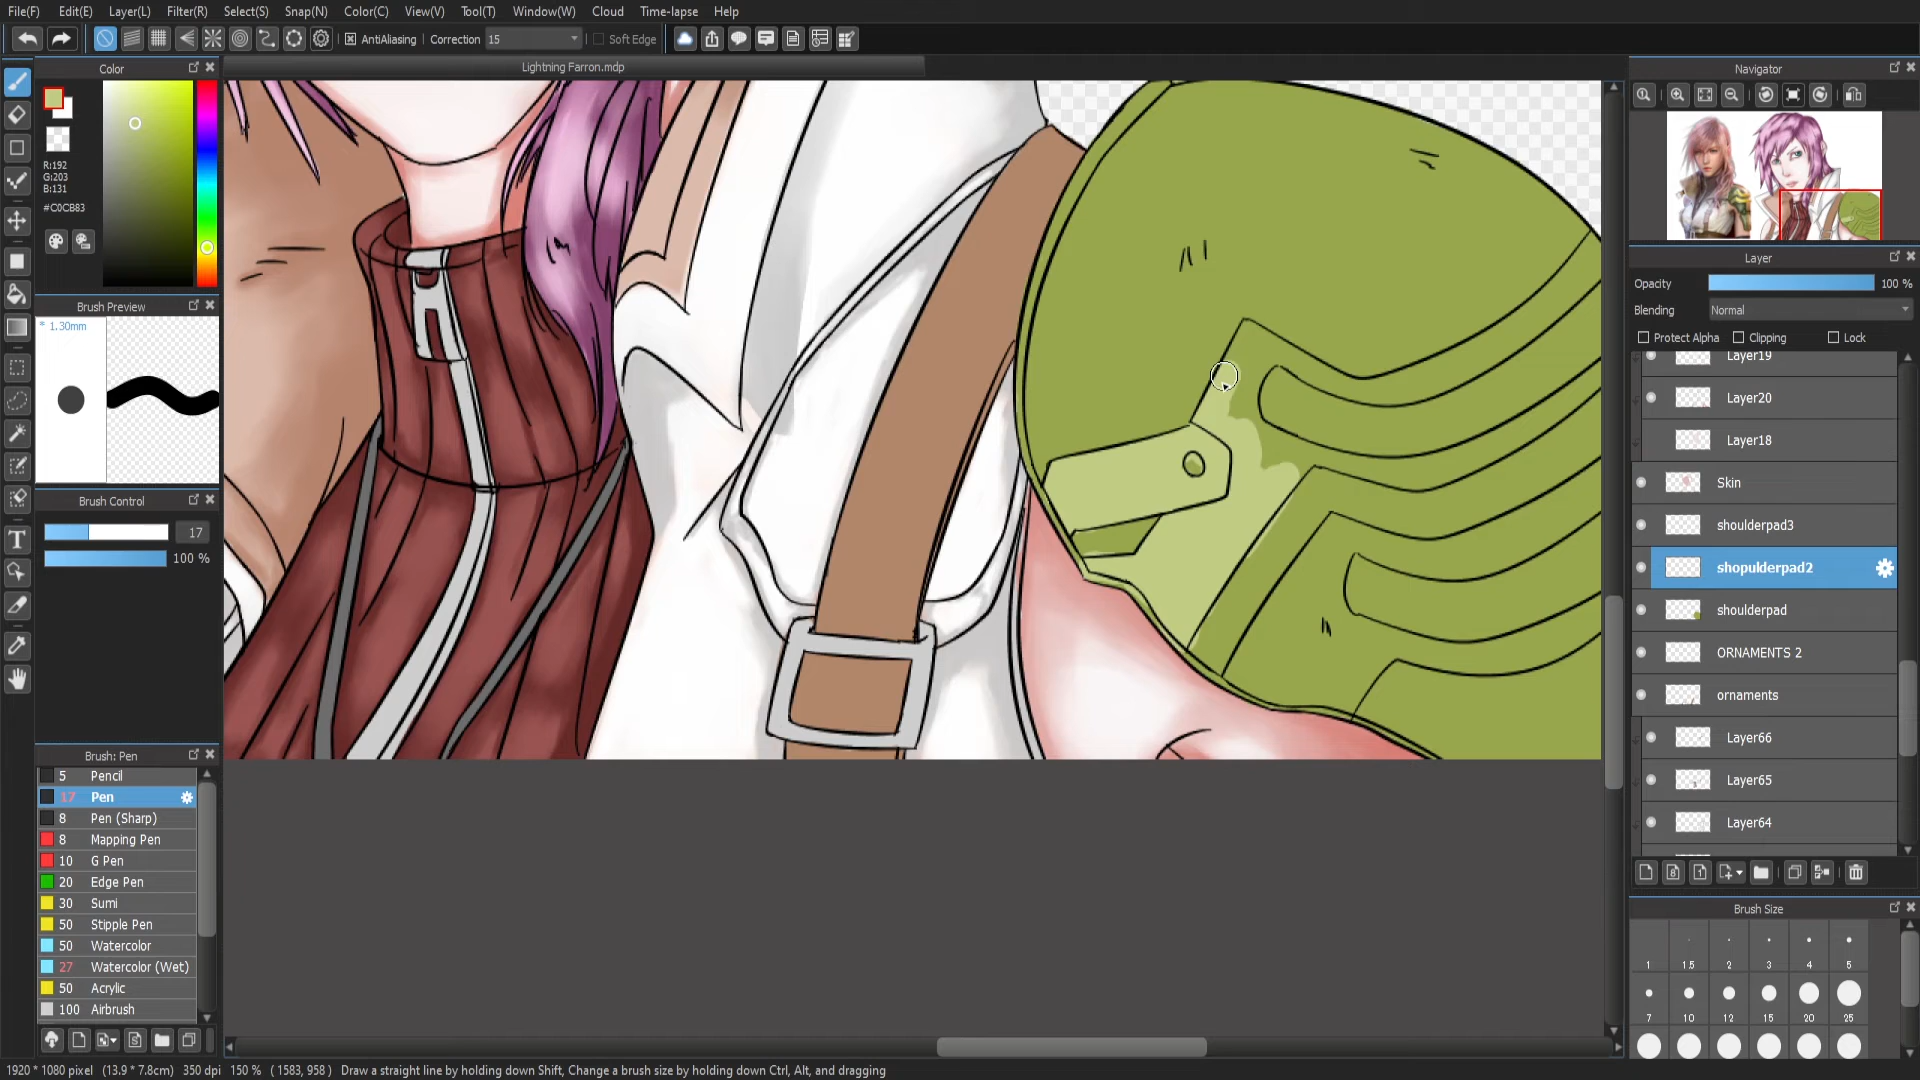 File(F) Edit(E) Layer(L) Filter(R) Select(S) Snap(N) Color(C) View(V) Tool(T) Window(W) Cloud Time-lapse Help
AntiAliasing Correction 15 Soft Edge
Color
Lightning Farron.mdp
Navigator
R:192
G:203
B:131
#C0CB83
Brush Preview
* 1.30mm
Brush Control
17
100 %
Brush: Pen
5 Pencil
17 Pen
8 Pen (Sharp)
8 Mapping Pen
10 G Pen
20 Edge Pen
30 Sumi
50 Stipple Pen
50 Watercolor
27 Watercolor (Wet)
50 Acrylic
100 Airbrush
Layer
Opacity 100 %
Blending Normal
Protect Alpha Clipping Lock
Layer19
Layer20
Layer18
Skin
shoulderpad3
shopulderpad2
shoulderpad
ORNAMENTS 2
ornaments
Layer66
Layer65
Layer64
Brush Size
1 1.5 2 3 4 5
7 10 12 15 20 25
1920 * 1080 pixel (13.9 * 7.8cm) 350 dpi 150 % ( 1583, 958 ) Draw a straight line by holding down Shift, Change a brush size by holding down Ctrl, Alt, and dragging